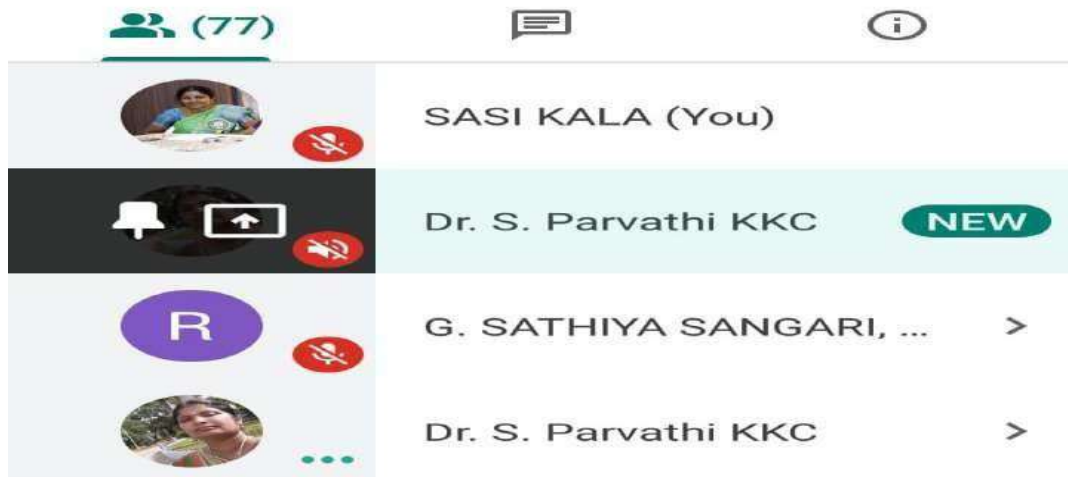 (77)
SASI KALA (You)
Dr. S. Parvathi KKC NEW
R G. SATHIYA SANGARI, ... >
Dr. S. Parvathi KKC >